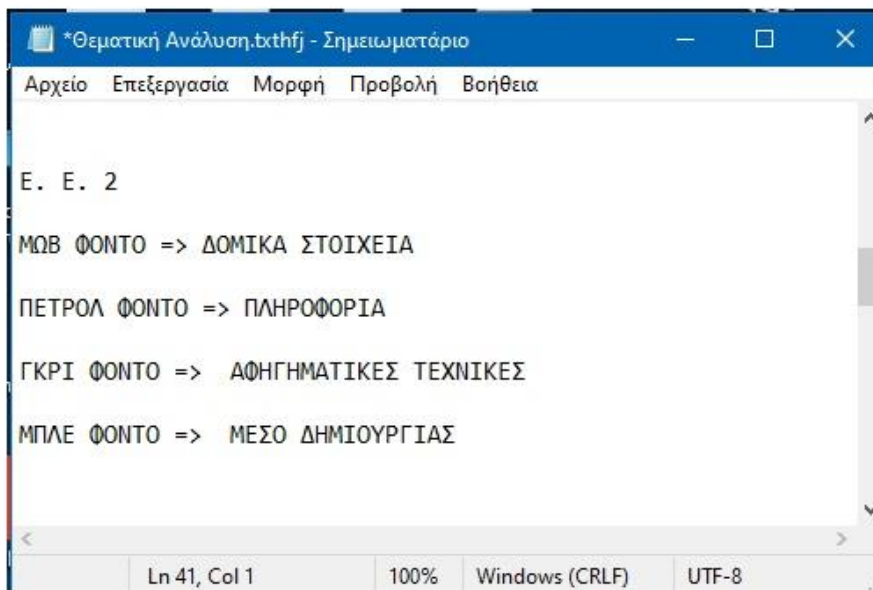 *Θεματική Ανάλυση.txthfj - Σημειωματάριο
Αρχείο Επεξεργασία Μορφή Προβολή Βοήθεια
Ε. Ε. 2
ΜΩΒ ΦΟΝΤΟ => ΔΟΜΙΚΑ ΣΤΟΙΧΕΙΑ
ΠΕΤΡΟΛ ΦΟΝΤΟ => ΠΛΗΡΟΦΟΡΙΑ
ΓΚΡΙ ΦΟΝΤΟ => ΑΦΗΓΗΜΑΤΙΚΕΣ ΤΕΧΝΙΚΕΣ
ΜΠΛΕ ΦΟΝΤΟ => ΜΕΣΟ ΔΗΜΙΟΥΡΓΙΑΣ
Ln 41, Col 1 100% Windows (CRLF) UTF-8